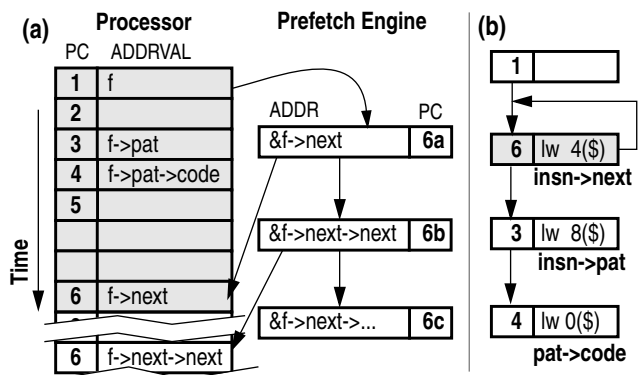 (a) Processor Prefetch Engine
PC ADDRVAL
1 f
2
3 f->pat
4 f->pat->code
5
6 f->next
6 f->next->next
Time
ADDR PC
&f->next 6a
&f->next->next 6b
&f->next->... 6c
(b)
1
6 lw 4($)
insn->next
3 lw 8($)
insn->pat
4 lw 0($)
pat->code